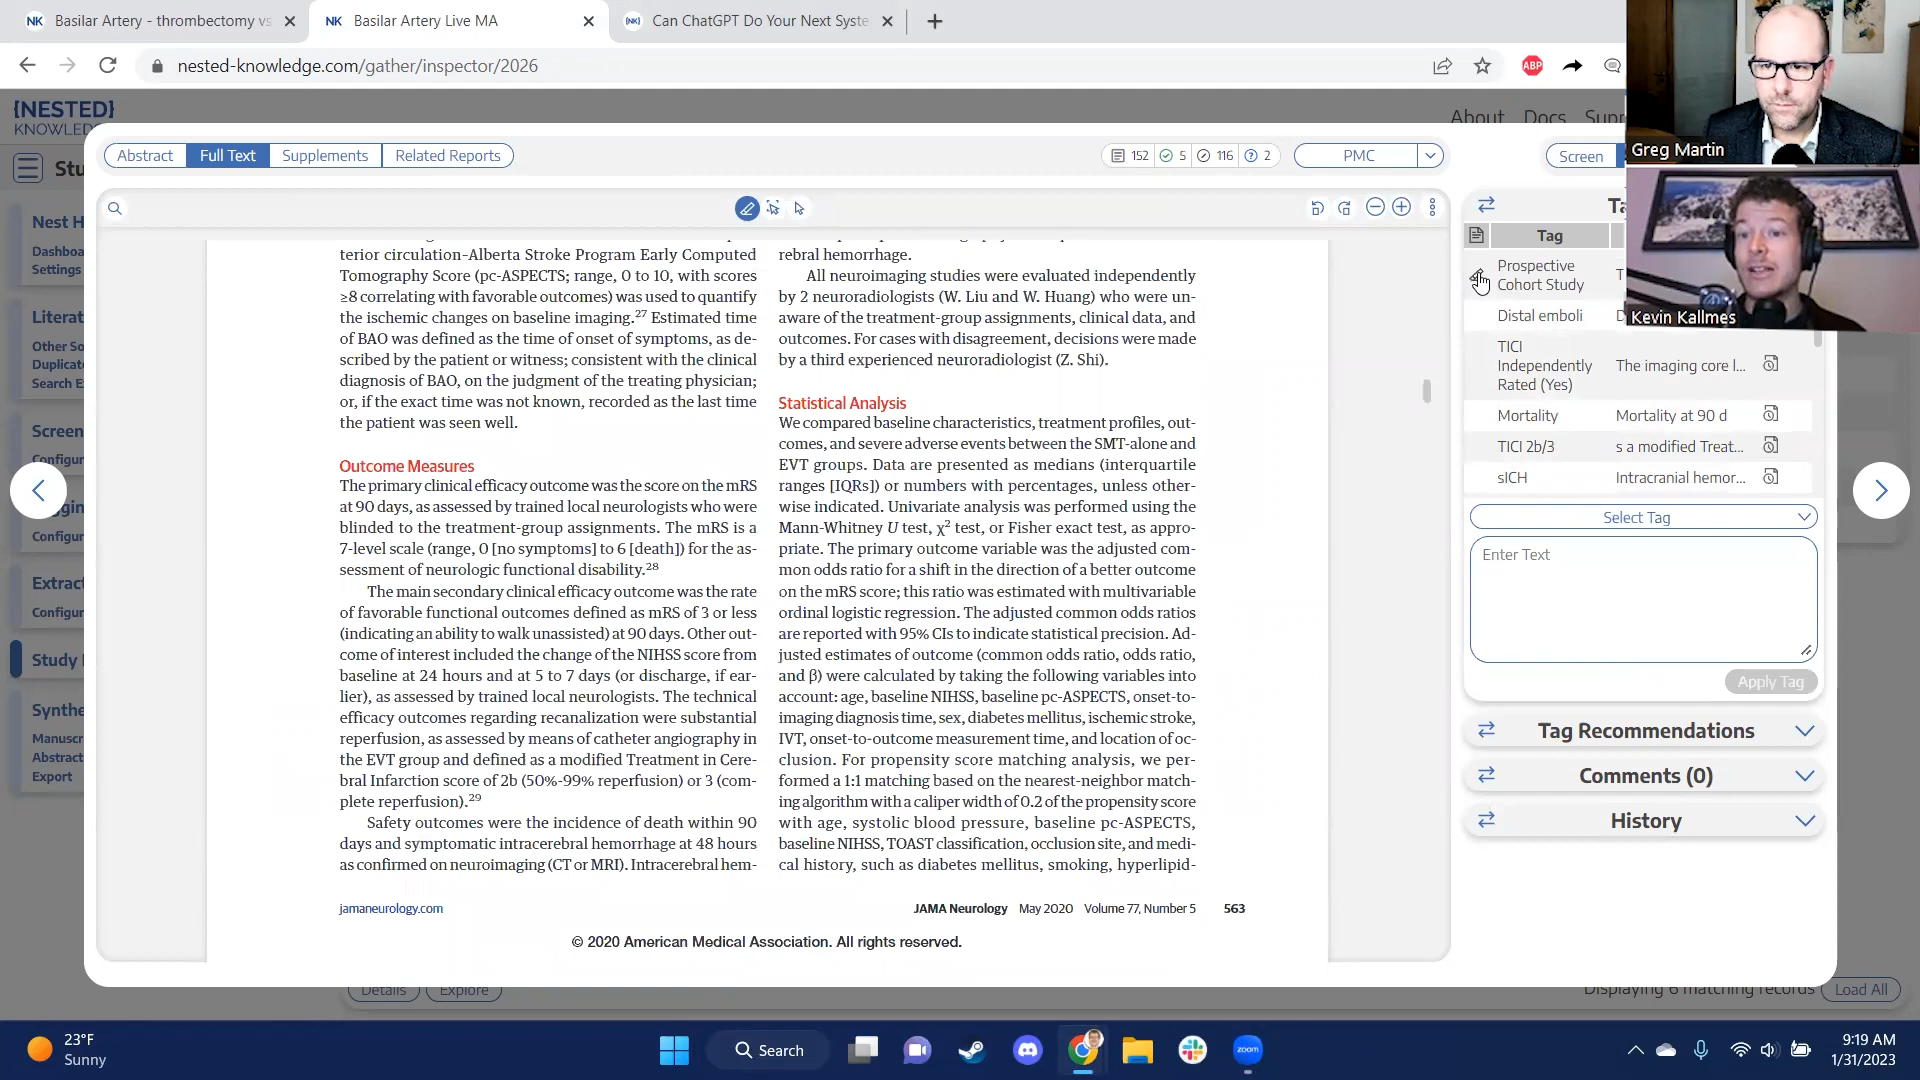 Basilar Artery - thrombectomy vs
Basilar Artery Live MA
Can ChatGPT Do Your Next Syste
nested-knowledge.com/gather/inspector/2026
ABP
{NESTED}
KNOWLEDG
About Docs Supp
Stu
Nest H
Dashboa
Settings
Literat
Other So
Duplicate
Search E
Screen
Configu
ggin
Configur
Extrac
Configur
Study I
Synthe
Manuscr
Abstract
Export
Abstract
Full Text
Supplements
Related Reports
152
5
116
2
PMC
Screen
terior circulation-Alberta Stroke Program Early Computed
Tomography Score (pc-ASPECTS; range, 0 to 10, with scores
≥8 correlating with favorable outcomes) was used to quantify
the ischemic changes on baseline imaging.27 Estimated time
of BAO was defined as the time of onset of symptoms, as de-
scribed by the patient or witness; consistent with the clinical
diagnosis of BAO, on the judgment of the treating physician;
or, if the exact time was not known, recorded as the last time
the patient was seen well.
Outcome Measures
The primary clinical efficacy outcome was the score on the mRS
at 90 days, as assessed by trained local neurologists who were
blinded to the treatment-group assignments. The mRS is a
7-level scale (range, 0 [no symptoms] to 6 [death]) for the as-
sessment of neurologic functional disability.28
The main secondary clinical efficacy outcome was the rate
of favorable functional outcomes defined as mRS of 3 or less
(indicating an ability to walk unassisted) at 90 days. Other out-
come of interest included the change of the NIHSS score from
baseline at 24 hours and at 5 to 7 days (or discharge, if ear-
lier), as assessed by trained local neurologists. The technical
efficacy outcomes regarding recanalization were substantial
reperfusion, as assessed by means of catheter angiography in
the EVT group and defined as a modified Treatment in Cere-
bral Infarction score of 2b (50%-99% reperfusion) or 3 (com-
plete reperfusion).29
Safety outcomes were the incidence of death within 90
days and symptomatic intracerebral hemorrhage at 48 hours
as confirmed on neuroimaging (CT or MRI). Intracerebral hem-
rebral hemorrhage.
All neuroimaging studies were evaluated independently
by 2 neuroradiologists (W. Liu and W. Huang) who were un-
aware of the treatment-group assignments, clinical data, and
outcomes. For cases with disagreement, decisions were made
by a third experienced neuroradiologist (Z. Shi).
Statistical Analysis
We compared baseline characteristics, treatment profiles, out-
comes, and severe adverse events between the SMT-alone and
EVT groups. Data are presented as medians (interquartile
ranges [IQRs]) or numbers with percentages, unless other-
wise indicated. Univariate analysis was performed using the
Mann-Whitney U test, χ2 test, or Fisher exact test, as appro-
priate. The primary outcome variable was the adjusted com-
mon odds ratio for a shift in the direction of a better outcome
on the mRS score; this ratio was estimated with multivariable
ordinal logistic regression. The adjusted common odds ratios
are reported with 95% CIs to indicate statistical precision. Ad-
justed estimates of outcome (common odds ratio, odds ratio,
and β) were calculated by taking the following variables into
account: age, baseline NIHSS, baseline pc-ASPECTS, onset-to-
imaging diagnosis time, sex, diabetes mellitus, ischemic stroke,
IVT, onset-to-outcome measurement time, and location of oc-
clusion. For propensity score matching analysis, we per-
formed a 1:1 matching based on the nearest-neighbor match-
ing algorithm with a caliper width of 0.2 of the propensity score
with age, systolic blood pressure, baseline pc-ASPECTS,
baseline NIHSS, TOAST classification, occlusion site, and medi-
cal history, such as diabetes mellitus, smoking, hyperlipid-
jamaneurology.com
JAMA Neurology May 2020 Volume 77, Number 5 563
© 2020 American Medical Association. All rights reserved.
Ta
Tag
Prospective
Cohort Study
T
Distal emboli
D
TICI
Independently
Rated (Yes)
The imaging core l...
Mortality
Mortality at 90 d
TICI 2b/3
s a modified Treat...
sICH
Intracranial hemor...
Select Tag
Enter Text
Apply Tag
Tag Recommendations
Comments (0)
History
Greg Martin
Kevin Kallmes
Details
Explore
Displaying 6 matching records
Load All
23°F
Sunny
Search
zoom
9:19 AM
1/31/2023